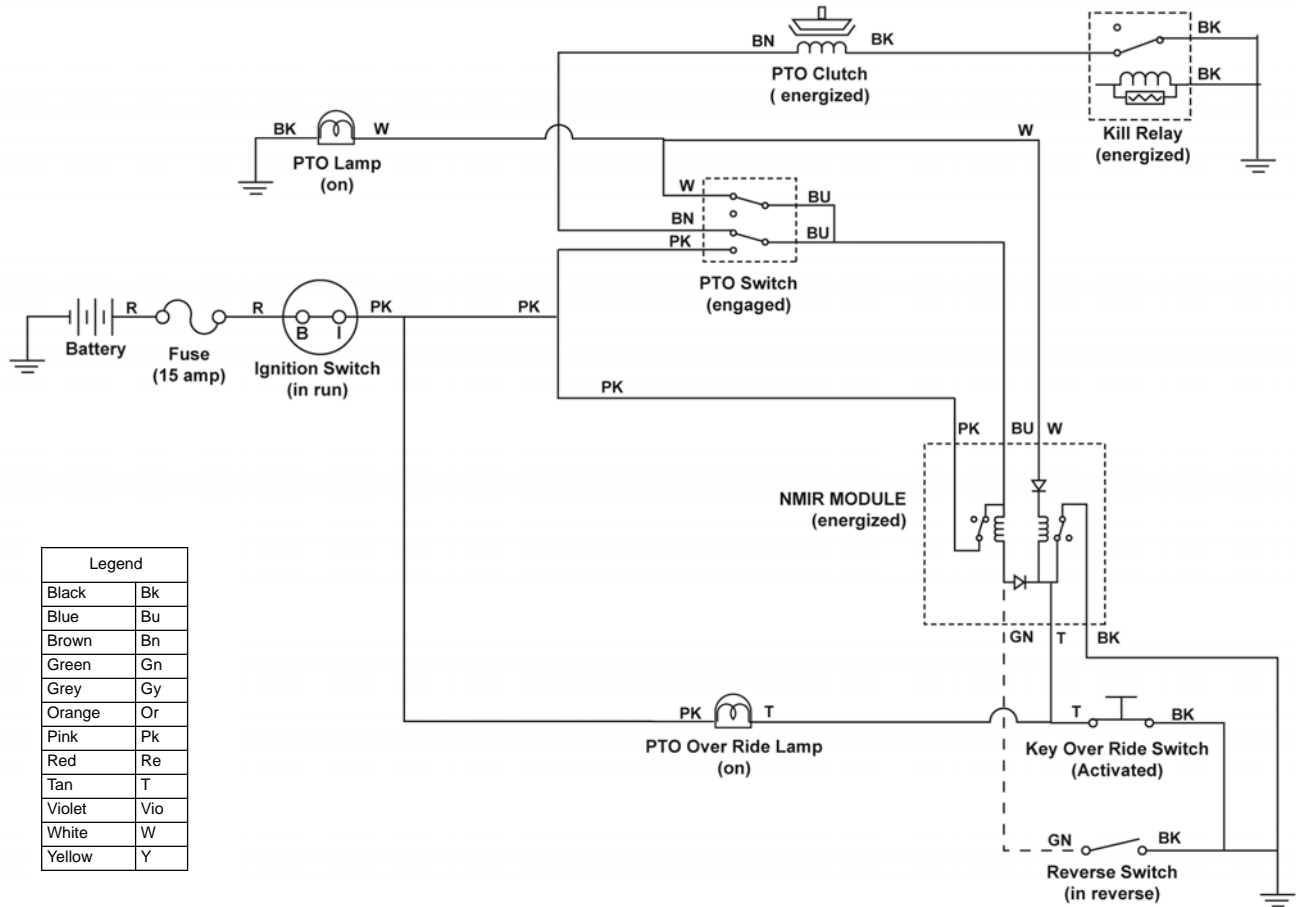 BN
BK
PTO Clutch
( energized)
BK
BK
Kill Relay
(energized)
BK
W
PTO Lamp
(on)
W
W
BU
BN
BU
PK
PTO Switch
(engaged)
R
R
PK
PK
B
I
Battery
Fuse
(15 amp)
Ignition Switch
(in run)
PK
PK
BU
W
NMIR MODULE
(energized)
GN
T
BK
Legend
Black Bk
Blue Bu
Brown Bn
Green Gn
Grey Gy
Orange Or
Pink Pk
Red Re
Tan T
Violet Vio
White W
Yellow Y
PK
T
PTO Over Ride Lamp
(on)
T
BK
Key Over Ride Switch
(Activated)
GN
BK
Reverse Switch
(in reverse)